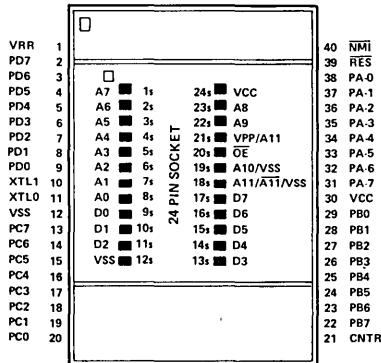 VRR 1
PD7 2
PD6 3
PD5 4
PD4 5
PD3 6
PD2 7
PD1 8
PD0 9
XTL1 10
XTL0 11
VSS 12
PC7 13
PC6 14
PC5 15
PC4 16
PC3 17
PC2 18
PC1 19
PC0 20
A7 1s
A6 2s
A5 3s
A4 4s
A3 5s
A2 6s
A1 7s
A0 8s
D0 9s
D1 10s
D2 11s
VSS 12s
24 PIN SOCKET
24s VCC
23s A8
22s A9
21s VPP/A11
20s O̅E̅
19s A10/VSS
18s A11/A̅1̅1̅/VSS
17s D7
16s D6
15s D5
14s D4
13s D3
40 N̅M̅I̅
39 R̅E̅S̅
38 PA-0
37 PA-1
36 PA-2
35 PA-3
34 PA-4
33 PA-5
32 PA-6
31 PA-7
30 VCC
29 PB0
28 PB1
27 PB2
26 PB3
25 PB4
24 PB5
23 PB6
22 PB7
21 CNTR